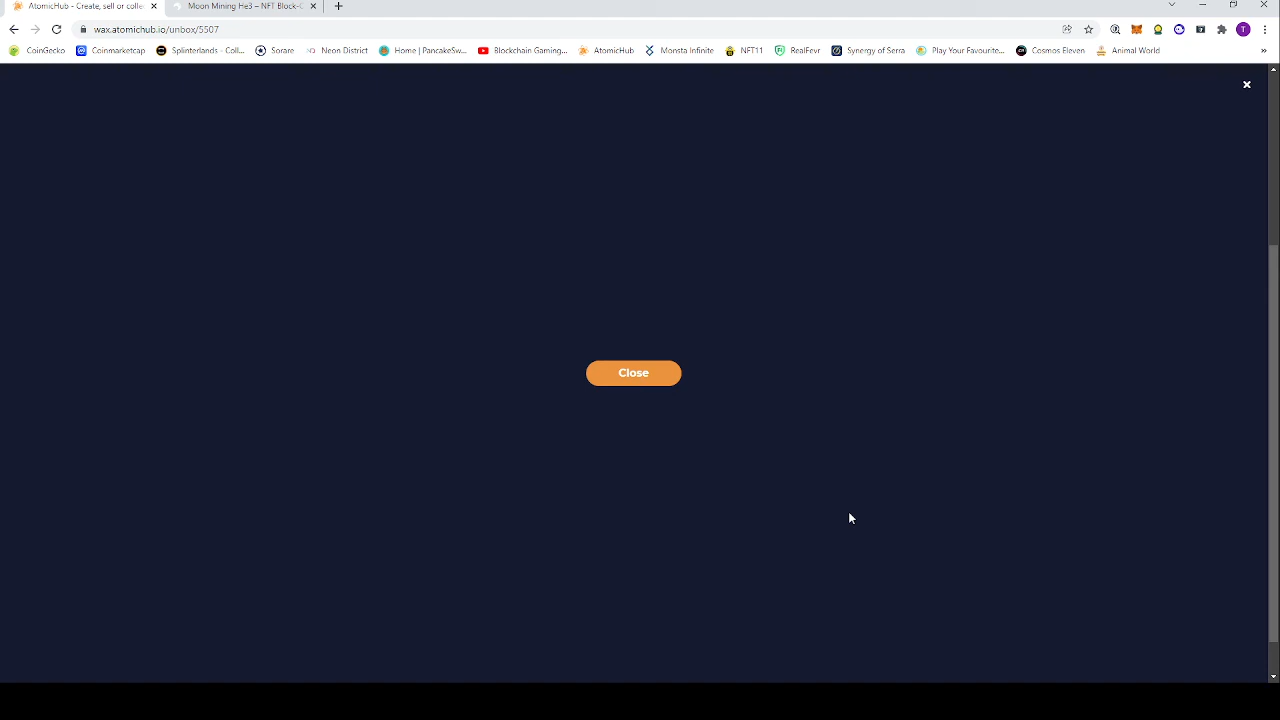 AtomicHub - Create, sell or colle
Moon Mining He3 – NFT Block-C
wax.atomichub.io/unbox/5507
CoinGecko
Coinmarketcap
Splinterlands - Coll...
Sorare
Neon District
Home | PancakeSw...
Blockchain Gaming...
AtomicHub
Monsta Infinite
NFT11
RealFevr
Synergy of Serra
Play Your Favourite...
Cosmos Eleven
Animal World
»
T
Close